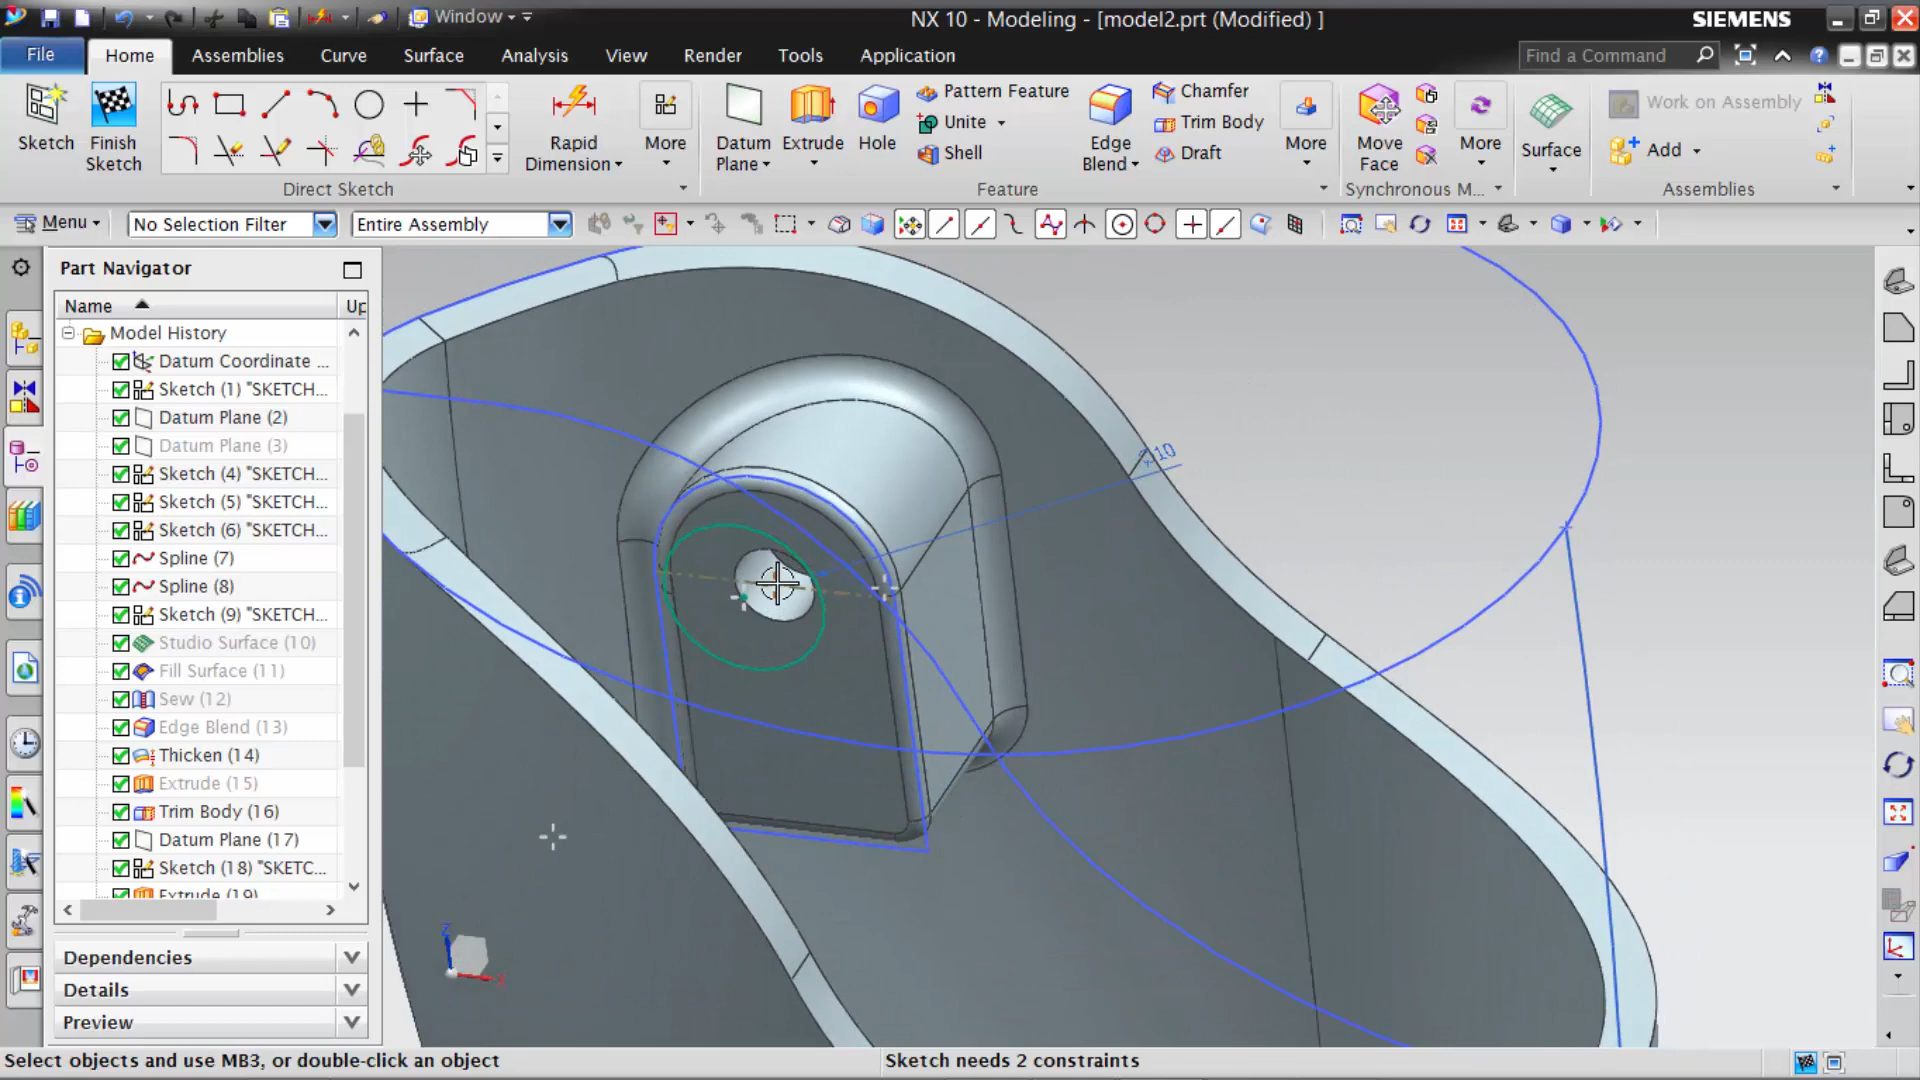 Window
NX 10 - Modeling - [model2.prt (Modified) ]
SIEMENS
File
Home
Assemblies
Curve
Surface
Analysis
View
Render
Tools
Application
Find a Command
Sketch
Finish
Sketch
Direct Sketch
Rapid
Dimension
More
Datum
Plane
Extrude
Hole
Pattern Feature
Unite
Shell
Edge
Blend
Chamfer
Trim Body
Draft
More
Feature
Move
Face
More
Synchronous M...
Surface
Work on Assembly
Add
Assemblies
Menu
No Selection Filter
Entire Assembly
Part Navigator
Name
Up
Model History
Datum Coordinate ...
Sketch (1) "SKETCH...
Datum Plane (2)
Datum Plane (3)
Sketch (4) "SKETCH...
Sketch (5) "SKETCH...
Sketch (6) "SKETCH...
Spline (7)
Spline (8)
Sketch (9) "SKETCH...
Studio Surface (10)
Fill Surface (11)
Sew (12)
Edge Blend (13)
Thicken (14)
Extrude (15)
Trim Body (16)
Datum Plane (17)
Sketch (18) "SKETC...
Extrude (19)
Dependencies
Details
Preview
10
Z
X
Select objects and use MB3, or double-click an object
Sketch needs 2 constraints